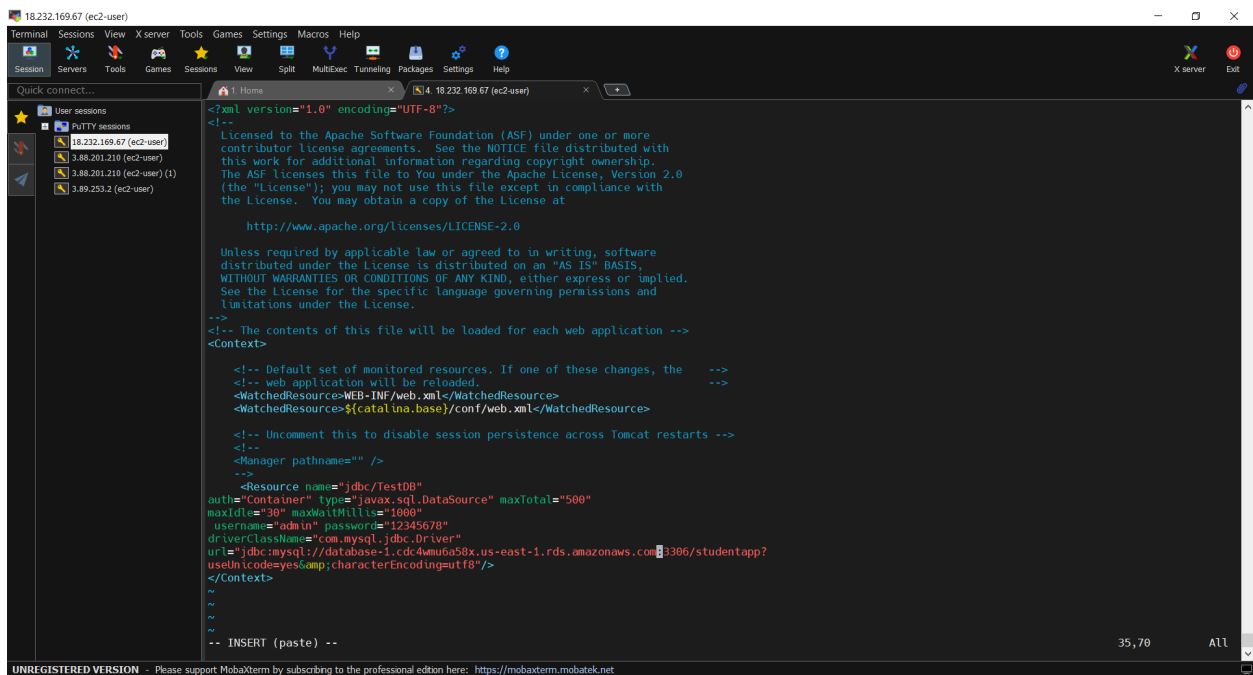 18.232.169.67 (ec2-user)
Terminal Sessions View X server Tools Games Settings Macros Help
Session Servers Tools Games Sessions View Split MultiExec Tunneling Packages Settings Help X server Exit
Quick connect... 1. Home 4. 18.232.169.67 (ec2-user)
User sessions
PuTTY sessions
18.232.169.67 (ec2-user)
3.88.201.210 (ec2-user)
3.88.201.210 (ec2-user) (1)
3.89.253.2 (ec2-user)
<?xml version="1.0" encoding="UTF-8"?>
<!--
  Licensed to the Apache Software Foundation (ASF) under one or more
  contributor license agreements.  See the NOTICE file distributed with
  this work for additional information regarding copyright ownership.
  The ASF licenses this file to You under the Apache License, Version 2.0
  (the "License"); you may not use this file except in compliance with
  the License.  You may obtain a copy of the License at

      http://www.apache.org/licenses/LICENSE-2.0

  Unless required by applicable law or agreed to in writing, software
  distributed under the License is distributed on an "AS IS" BASIS,
  WITHOUT WARRANTIES OR CONDITIONS OF ANY KIND, either express or implied.
  See the License for the specific language governing permissions and
  limitations under the License.
-->
<!-- The contents of this file will be loaded for each web application -->
<Context>

    <!-- Default set of monitored resources. If one of these changes, the    -->
    <!-- web application will be reloaded.                                   -->
    <WatchedResource>WEB-INF/web.xml</WatchedResource>
    <WatchedResource>${catalina.base}/conf/web.xml</WatchedResource>

    <!-- Uncomment this to disable session persistence across Tomcat restarts -->
    <!--
    <Manager pathname="" />
    -->
     <Resource name="jdbc/TestDB"
auth="Container" type="javax.sql.DataSource" maxTotal="500"
maxIdle="30" maxWaitMillis="1000"
 username="admin" password="12345678"
driverClassName="com.mysql.jdbc.Driver"
url="jdbc:mysql://database-1.cdc4wmu6a58x.us-east-1.rds.amazonaws.com:3306/studentapp?
useUnicode=yes&amp;characterEncoding=utf8"/>
</Context>
~
~
~
~
-- INSERT (paste) -- 35,70 All
UNREGISTERED VERSION - Please support MobaXterm by subscribing to the professional edition here: https://mobaxterm.mobatek.net